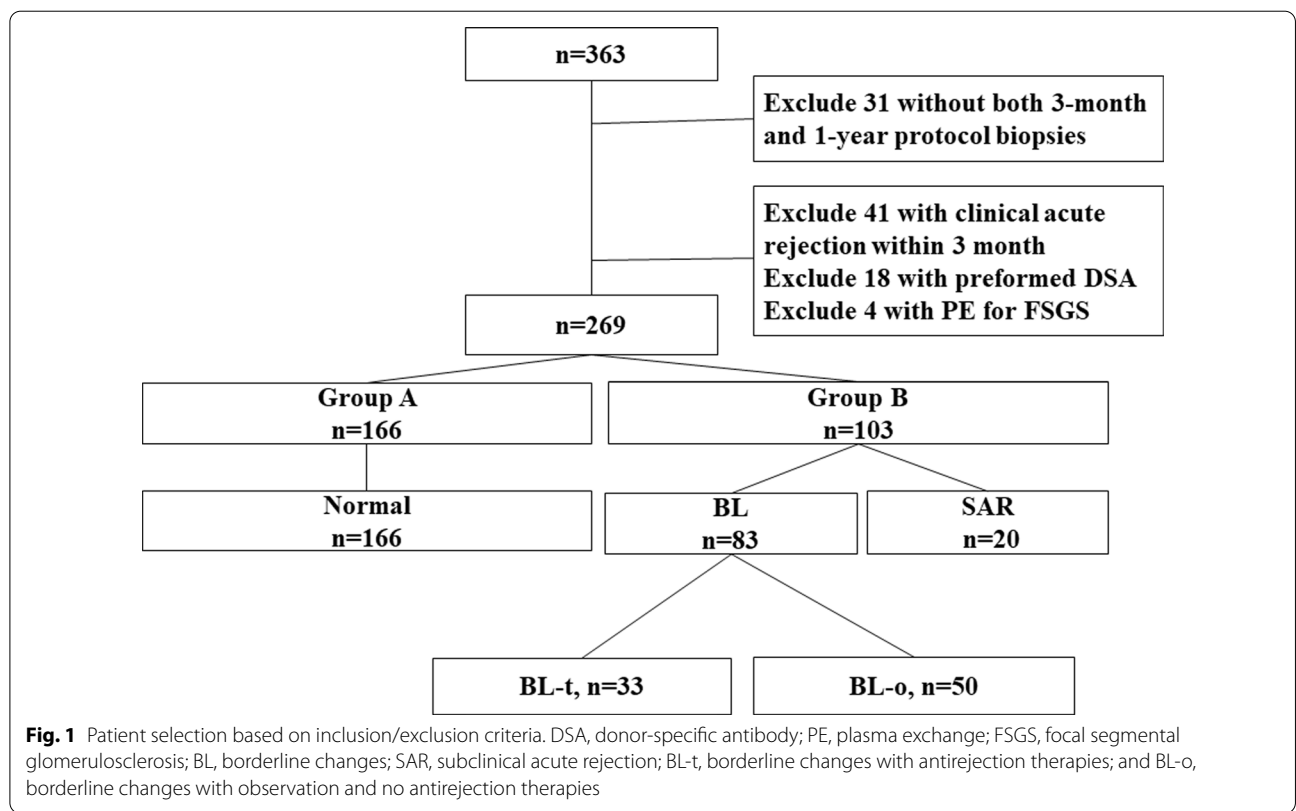 n=363
Exclude 31 without both 3-month
and 1-year protocol biopsies
Exclude 41 with clinical acute
rejection within 3 month
Exclude 18 with preformed DSA
Exclude 4 with PE for FSGS
n=269
Group A
n=166
Group B
n=103
Normal
n=166
BL
n=83
SAR
n=20
BL-t, n=33
BL-o, n=50
Fig. 1 Patient selection based on inclusion/exclusion criteria. DSA, donor-specific antibody; PE, plasma exchange; FSGS, focal segmental
glomerulosclerosis; BL, borderline changes; SAR, subclinical acute rejection; BL-t, borderline changes with antirejection therapies; and BL-o,
borderline changes with observation and no antirejection therapies